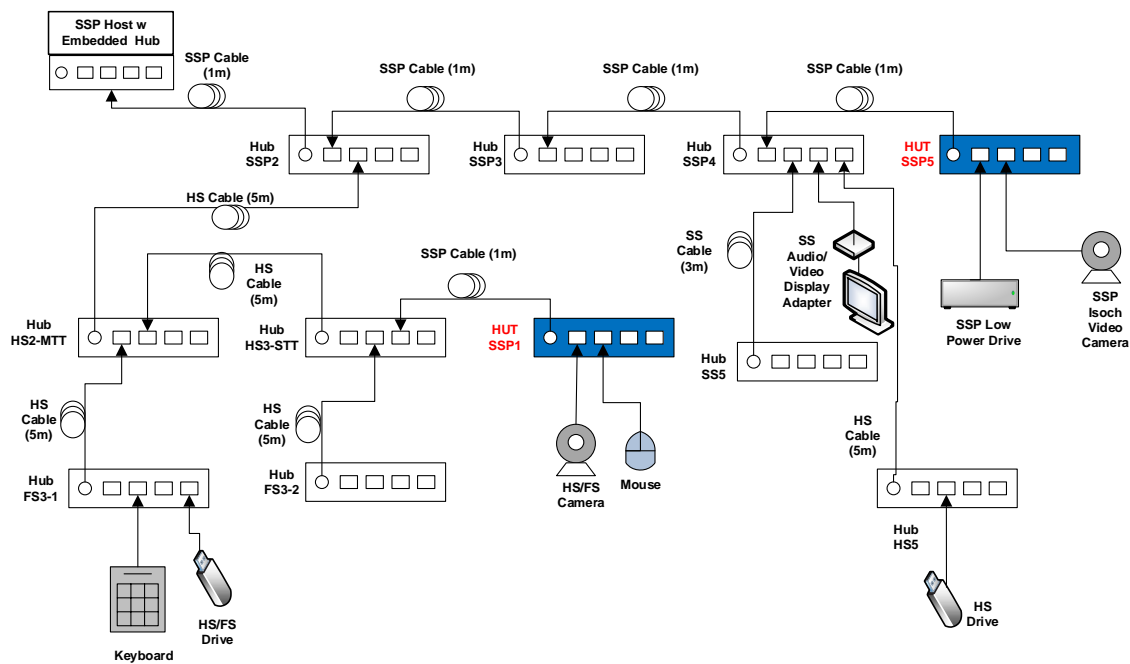 SSP Host w
Embedded Hub
SSP Cable
(1m)
SSP Cable (1m)
SSP Cable (1m)
SSP Cable (1m)
Hub
SSP2
Hub
SSP3
Hub
SSP4
HUT
SSP5
HS Cable (5m)
HS
Cable
(5m)
SSP Cable (1m)
SS
Cable
(3m)
SS
Audio/
Video
Display
Adapter
SSP Low
Power Drive
SSP
Isoch
Video
Camera
Hub
HS2-MTT
Hub
HS3-STT
HUT
SSP1
Hub
SS5
HS
Cable
(5m)
HS
Cable
(5m)
HS
Cable
(5m)
Hub
FS3-1
Hub
FS3-2
HS/FS
Camera
Mouse
Hub
HS5
Keyboard
HS/FS
Drive
HS
Drive